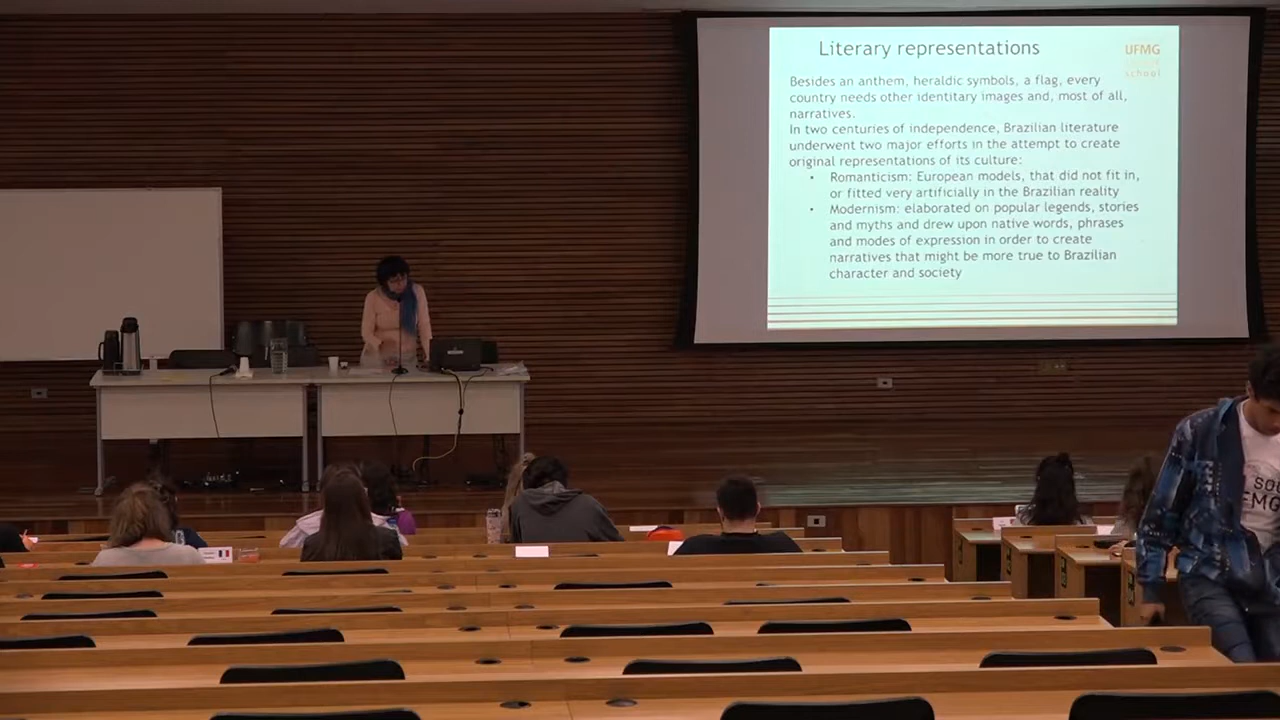 Literary representations
UFMG
school
Besides an anthem, heraldic symbols, a flag, every
country needs other identitary images and, most of all,
narratives.
In two centuries of independence, Brazilian literature
underwent two major efforts in the attempt to create
original representations of its culture:
• Romanticism: European models, that did not fit in,
or fitted very artificially in the Brazilian reality
• Modernism: elaborated on popular legends, stories
and myths and drew upon native words, phrases
and modes of expression in order to create
narratives that might be more true to Brazilian
character and society